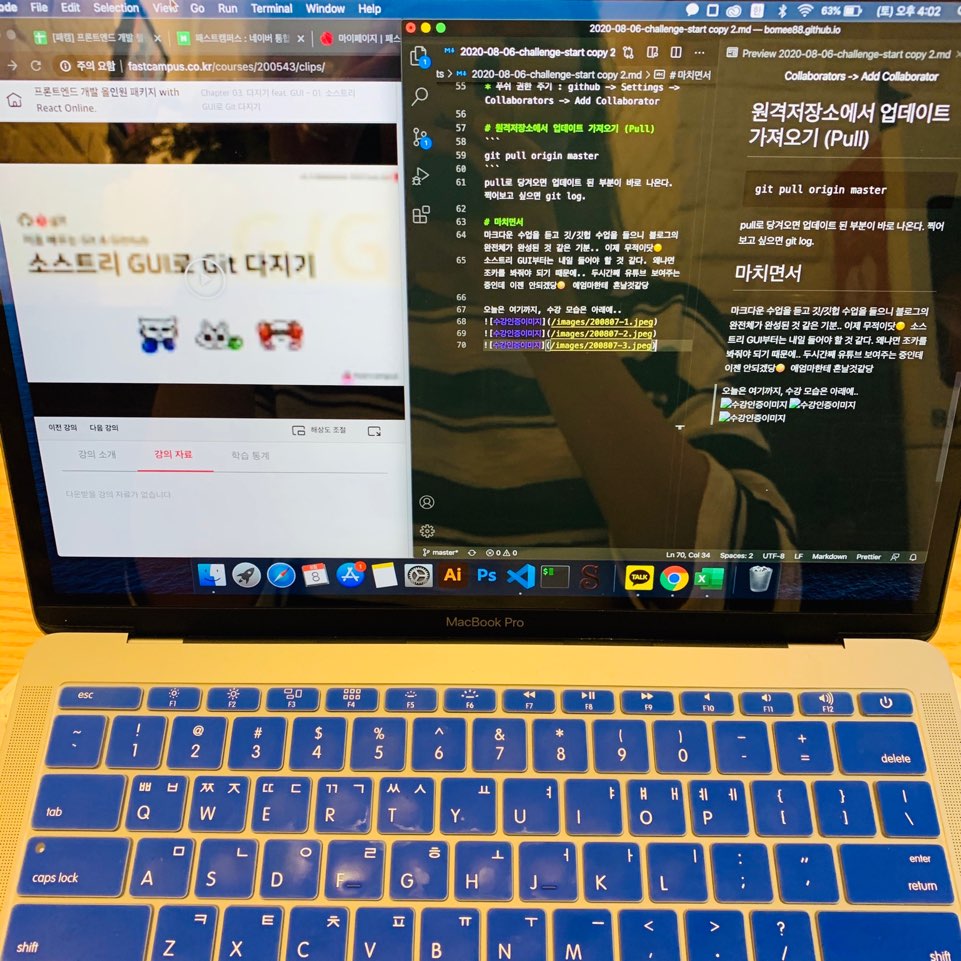 ode File Edit Selection View Go Run Terminal Window Help
63% (토) 오후 4:02
[패캠] 프론트엔드 개발 올
패스트캠퍼스 : 네이버 통합
마이페이지 | 패스
주의 요함 | fastcampus.co.kr/courses/200543/clips/
프론트엔드 개발 올인원 패키지 with
React Online.
Chapter 03. 다지기 feat. GUI - 01. 소스트리
GUI로 Git 다지기
소스트리 GUI로 Git 다지기
이전 강의 다음 강의
해상도 조절
강의 소개 강의 자료 학습 통계
다운받을 강의 자료가 없습니다
2020-08-06-challenge-start copy 2.md — bomee88.github.io
2020-08-06-challenge-start copy 2.md
Preview 2020-08-06-challenge-start copy 2.md
ts > 2020-08-06-challenge-start copy 2.md > # 마치면서
55 * 푸쉬 권한 주기 : github -> Settings ->
Collaborators -> Add Collaborator
56
57 # 원격저장소에서 업데이트 가져오기 (Pull)
58 ```
59 git pull origin master
60 ```
61 pull로 당겨오면 업데이트 된 부분이 바로 나온다.
찍어보고 싶으면 git log.
62
63 # 마치면서
64 마크다운 수업을 듣고 깃/깃헙 수업을 들으니 블로그의
완전체가 완성된 것 같은 기분.. 이제 무적이닷
65 소스트리 GUI부터는 내일 들어야 할 것 같다. 왜냐면
조카를 봐줘야 되기 때문에.. 두시간째 유튜브 보여주는
중인데 이젠 안되겠당 애엄마한테 혼날것같당
66
67 오늘은 여기까지, 수강 모습은 아래에..
68 ![수강인증이미지](/images/200807-1.jpeg)
69 ![수강인증이미지](/images/200807-2.jpeg)
70 ![수강인증이미지](/images/200807-3.jpeg)
Collaborators -> Add Collaborator
원격저장소에서 업데이트
가져오기 (Pull)
git pull origin master
pull로 당겨오면 업데이트 된 부분이 바로 나온다. 찍어
보고 싶으면 git log.
마치면서
마크다운 수업을 듣고 깃/깃헙 수업을 들으니 블로그의
완전체가 완성된 것 같은 기분.. 이제 무적이닷 소스
트리 GUI부터는 내일 들어야 할 것 같다. 왜냐면 조카를
봐줘야 되기 때문에.. 두시간째 유튜브 보여주는 중인데
이젠 안되겠당 애엄마한테 혼날것같당
오늘은 여기까지, 수강 모습은 아래에..
수강인증이미지 수강인증이미지
수강인증이미지
master* 0 0 Ln 70, Col 34 Spaces: 2 UTF-8 LF Markdown Prettier
8 1 Ai Ps TALK
MacBook Pro
esc F1 F2 F3 F4 F5 F6 F7 F8 F9 F10 F11 F12
~ ! @ # $ % ^ & * ( ) _ +
` 1 2 3 4 5 6 7 8 9 0 - = delete
ㅃ ㅂ ㅉ ㅈ ㄸ ㄷ ㄲ ㄱ ㅆ ㅅ ㅛ ㅕ ㅑ ㅒ ㅐ ㅖ ㅔ { } |
tab Q W E R T Y U I O P [ ] \
ㅁ ㄴ ㅇ ㄹ ㅎ ㅗ ㅓ ㅏ ㅣ : " enter
caps lock A S D F G H J K L ; ' return
ㅋ ㅌ ㅊ ㅍ ㅠ ㅜ ㅡ < > ?
shift Z X C V B N M , . / shift